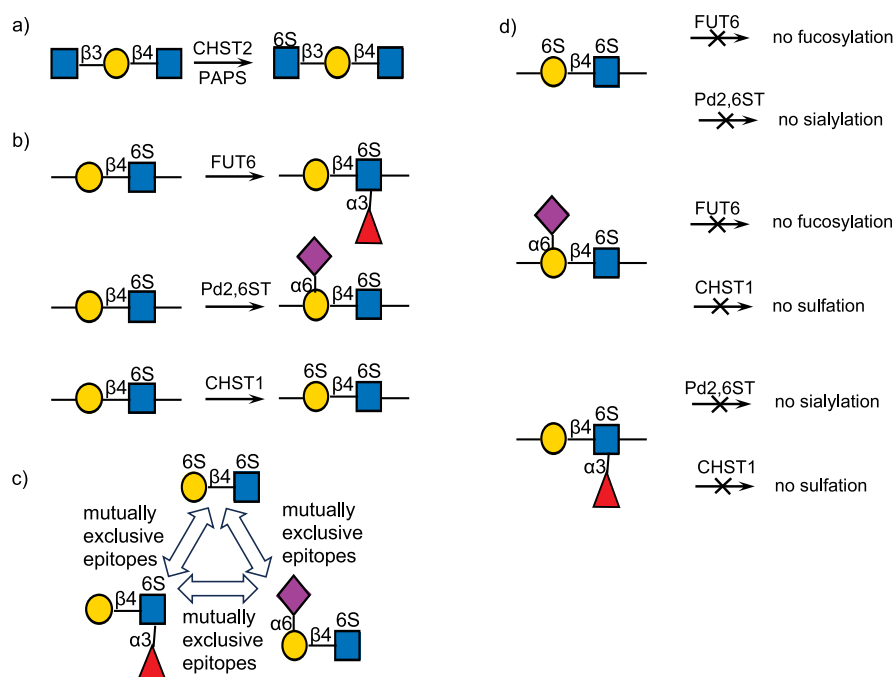 a)
6S
β3 β4 CHST2 β3 β4
PAPS
b)
6S 6S
β4 FUT6 β4
α3
6S 6S
β4 Pd2,6ST α6 β4
6S 6S 6S
β4 CHST1 β4
c)
6S 6S
β4
mutually
exclusive
epitopes
mutually
exclusive
epitopes
6S
β4
α3
mutually
exclusive
epitopes
6S
α6 β4
d)
6S 6S
β4
FUT6
no fucosylation
Pd2,6ST
no sialylation
6S
α6 β4
FUT6
no fucosylation
CHST1
no sulfation
6S
β4
α3
Pd2,6ST
no sialylation
CHST1
no sulfation